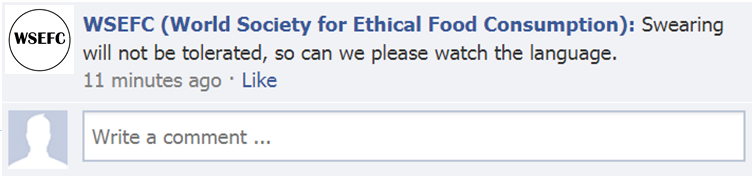 WSEFC
WSEFC (World Society for Ethical Food Consumption): Swearing
will not be tolerated, so can we please watch the language.
11 minutes ago · Like
Write a comment ...